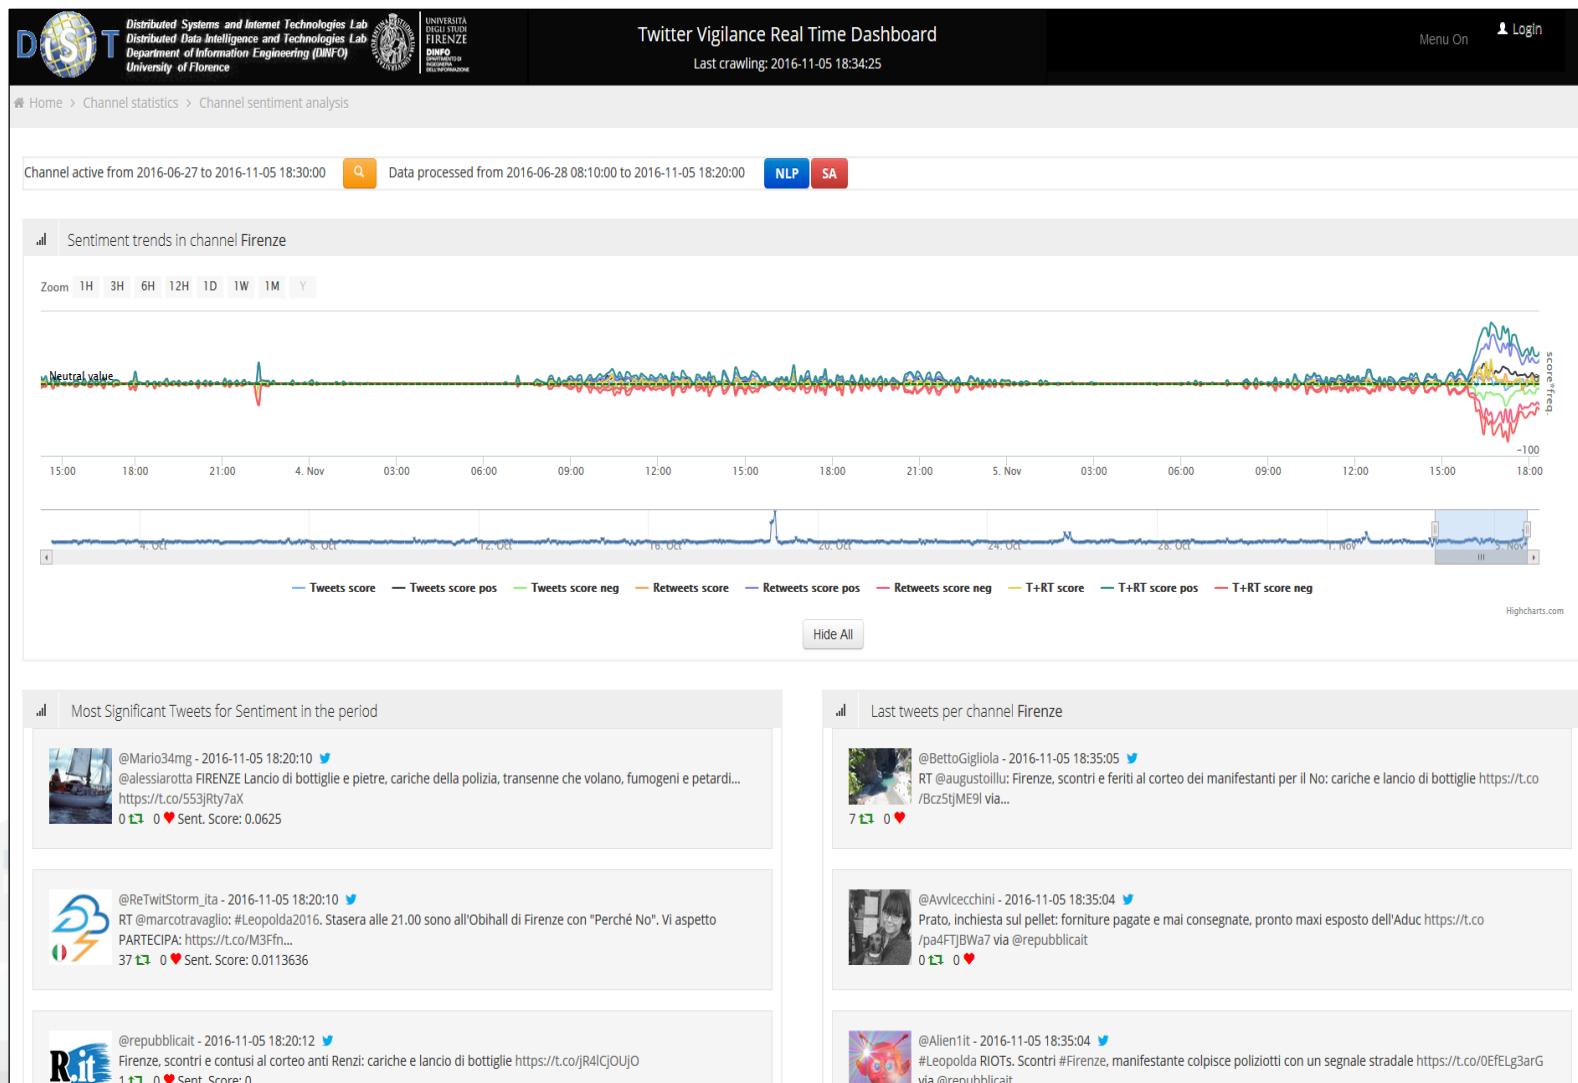 DISIT
Distributed Systems and Internet Technologies Lab
Distributed Data Intelligence and Technologies Lab
Department of Information Engineering (DINFO)
University of Florence
UNIVERSITÀ
DEGLI STUDI
FIRENZE
DINFO
DIPARTIMENTO DI
INGEGNERIA
DELL'INFORMAZIONE
Twitter Vigilance Real Time Dashboard
Last crawling: 2016-11-05 18:34:25
Menu On
Login
Home > Channel statistics > Channel sentiment analysis
Channel active from 2016-06-27 to 2016-11-05 18:30:00
Data processed from 2016-06-28 08:10:00 to 2016-11-05 18:20:00
NLP SA
Sentiment trends in channel Firenze
Zoom 1H 3H 6H 12H 1D 1W 1M Y
Neutral value
score*freq.
-100
15:00 18:00 21:00 4. Nov 03:00 06:00 09:00 12:00 15:00 18:00 21:00 5. Nov 03:00 06:00 09:00 12:00 15:00 18:00
4. Oct 8. Oct 12. Oct 16. Oct 20. Oct 24. Oct 28. Oct 1. Nov 5. Nov
Tweets score Tweets score pos Tweets score neg Retweets score Retweets score pos Retweets score neg T+RT score T+RT score pos T+RT score neg
Highcharts.com
Hide All
Most Significant Tweets for Sentiment in the period
@Mario34mg - 2016-11-05 18:20:10
@alessiarotta FIRENZE Lancio di bottiglie e pietre, cariche della polizia, transenne che volano, fumogeni e petardi...
https://t.co/553jRty7aX
0 0 Sent. Score: 0.0625
@ReTwitStorm_ita - 2016-11-05 18:20:10
RT @marcotravaglio: #Leopolda2016. Stasera alle 21.00 sono all'Obihall di Firenze con "Perché No". Vi aspetto
PARTECIPA: https://t.co/M3Ffn...
37 0 Sent. Score: 0.0113636
R.it
@repubblicait - 2016-11-05 18:20:12
Firenze, scontri e contusi al corteo anti Renzi: cariche e lancio di bottiglie https://t.co/jR4lCjOUjO
1 0 Sent. Score: 0
Last tweets per channel Firenze
@BettoGigliola - 2016-11-05 18:35:05
RT @augustoillu: Firenze, scontri e feriti al corteo dei manifestanti per il No: cariche e lancio di bottiglie https://t.co
/BczStjME9l via...
7 0
@Avvlcecchini - 2016-11-05 18:35:04
Prato, inchiesta sul pellet: forniture pagate e mai consegnate, pronto maxi esposto dell'Aduc https://t.co
/pa4FTJBWa7 via @repubblicait
0 0
@Alien1it - 2016-11-05 18:35:04
#Leopolda RIOTs. Scontri #Firenze, manifestante colpisce poliziotti con un segnale stradale https://t.co/0EfELg3arG
via @repubblicait